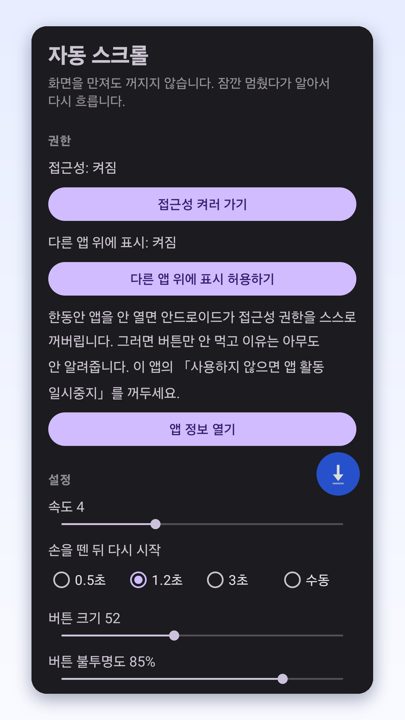 자동 스크롤
화면을 만져도 꺼지지 않습니다. 잠깐 멈췄다가 알아서
다시 흐릅니다.
권한
접근성: 켜짐
접근성 켜러 가기
다른 앱 위에 표시: 켜짐
다른 앱 위에 표시 허용하기
한동안 앱을 안 열면 안드로이드가 접근성 권한을 스스로
꺼버립니다. 그러면 버튼만 안 먹고 이유는 아무도
안 알려줍니다. 이 앱의 「사용하지 않으면 앱 활동
일시중지」를 꺼두세요.
앱 정보 열기
설정
속도 4
손을 뗀 뒤 다시 시작
0.5초 1.2초 3초 수동
버튼 크기 52
버튼 불투명도 85%